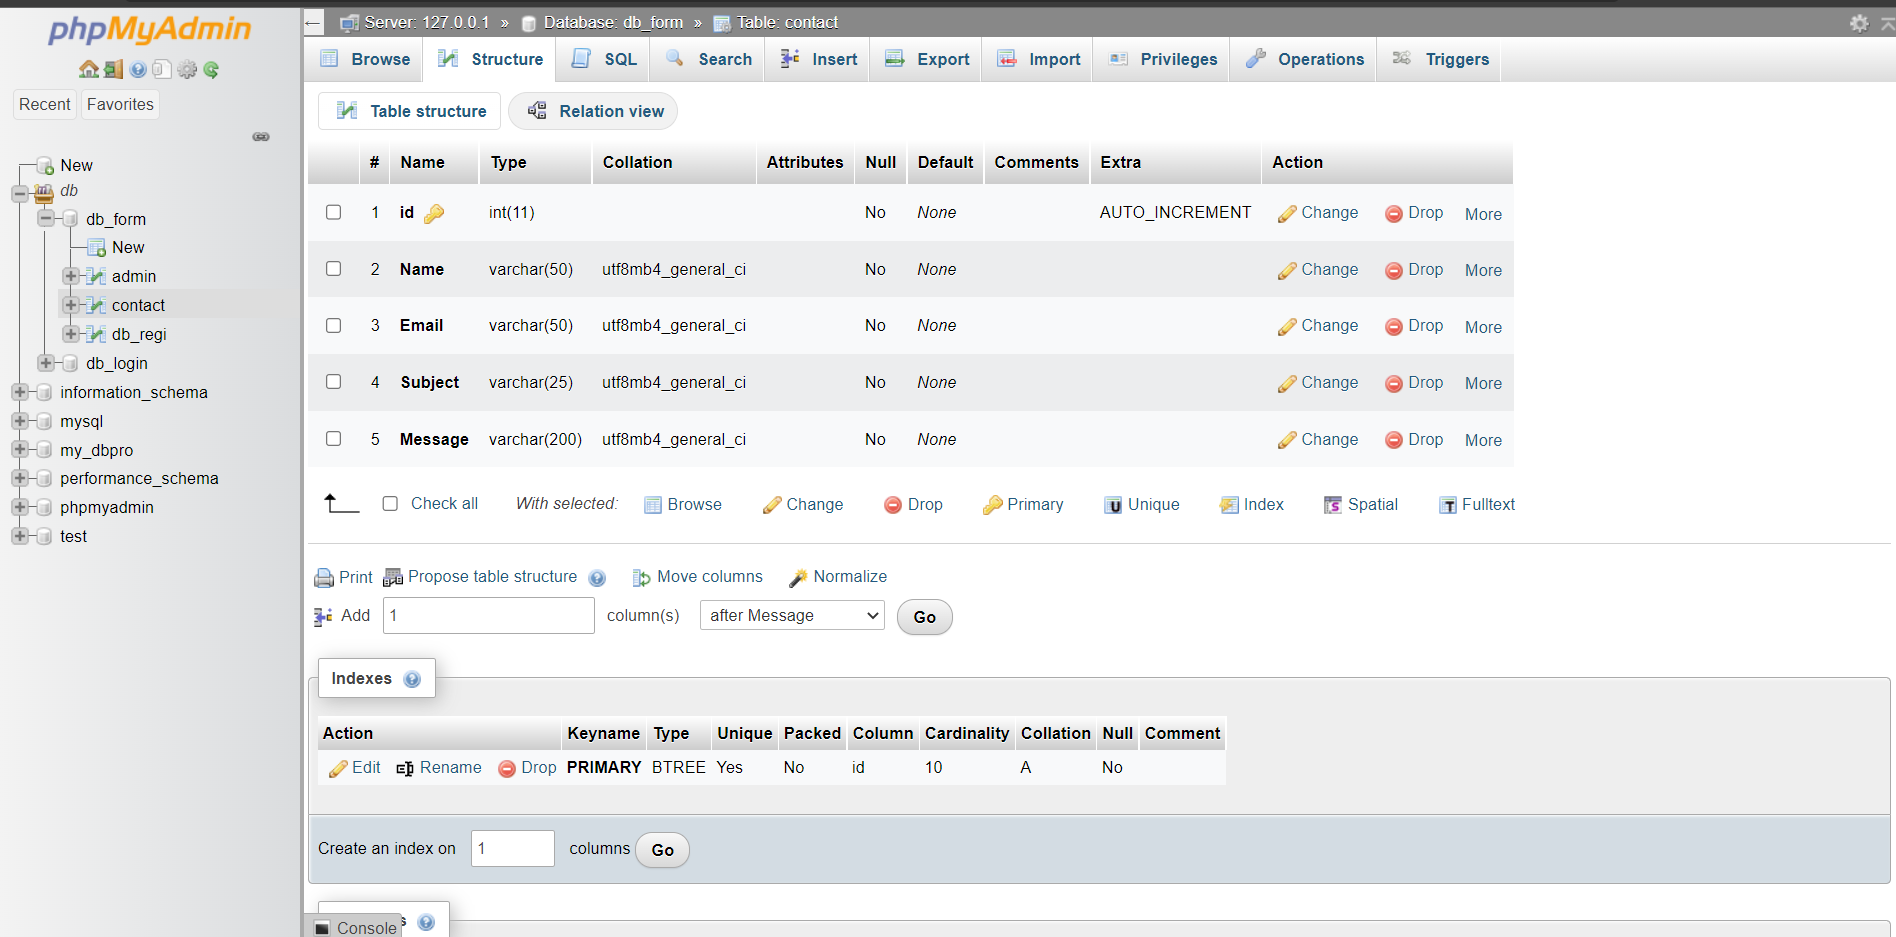 phpMyAdmin
Recent Favorites
New
db
db_form
New
admin
contact
db_regi
db_login
information_schema
mysql
my_dbpro
performance_schema
phpmyadmin
test
← Server: 127.0.0.1 » Database: db_form » Table: contact
Browse Structure SQL Search Insert Export Import Privileges Operations Triggers
Table structure Relation view
# Name Type Collation Attributes Null Default Comments Extra Action
1 id int(11) No None AUTO_INCREMENT Change Drop More
2 Name varchar(50) utf8mb4_general_ci No None Change Drop More
3 Email varchar(50) utf8mb4_general_ci No None Change Drop More
4 Subject varchar(25) utf8mb4_general_ci No None Change Drop More
5 Message varchar(200) utf8mb4_general_ci No None Change Drop More
Check all With selected: Browse Change Drop Primary Unique Index Spatial Fulltext
Print Propose table structure Move columns Normalize
Add 1 column(s) after Message Go
Indexes
Action Keyname Type Unique Packed Column Cardinality Collation Null Comment
Edit Rename Drop PRIMARY BTREE Yes No id 10 A No
Create an index on 1 columns Go
Console